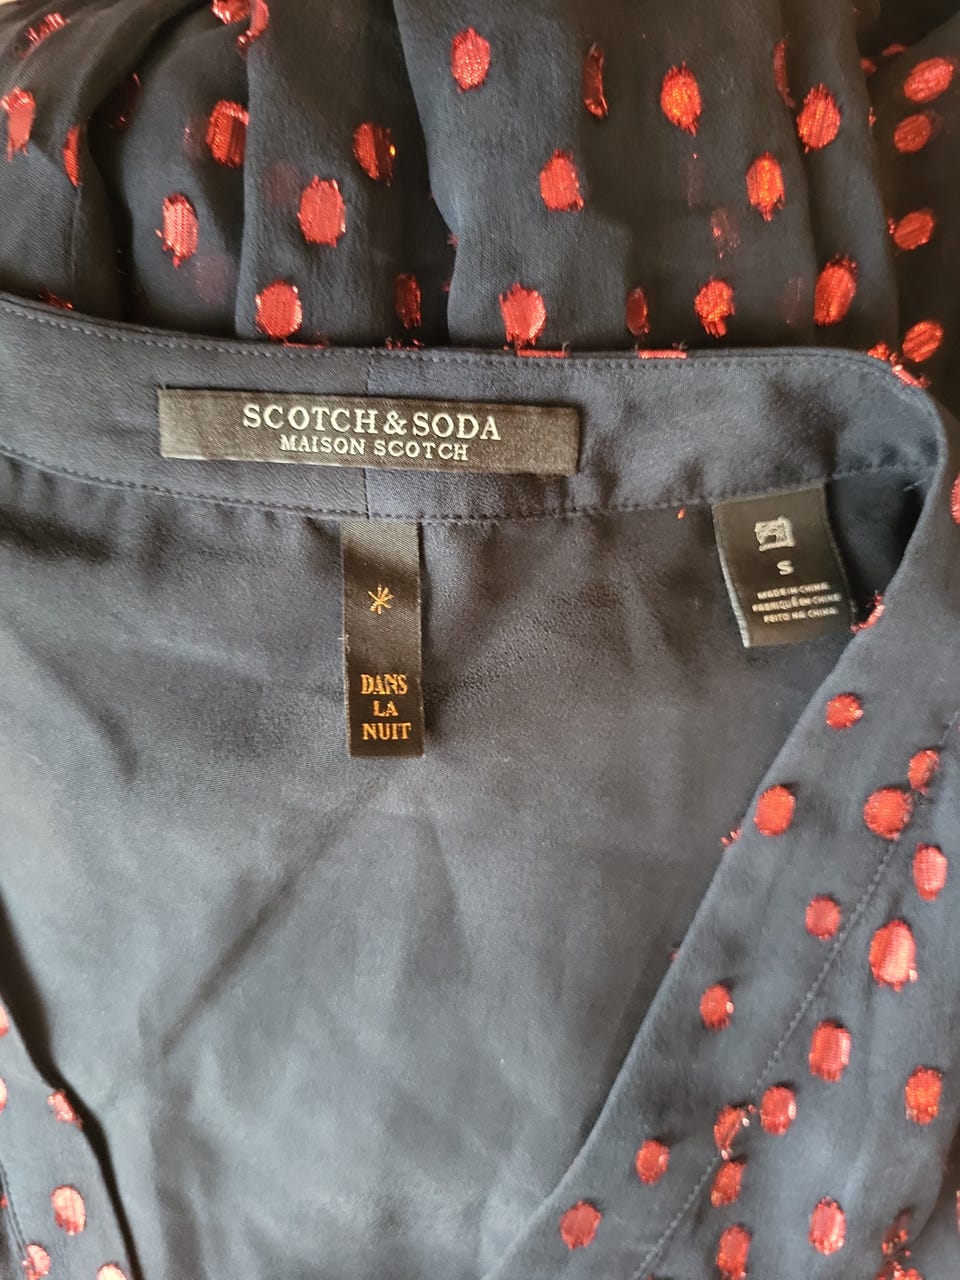 SCOTCH & SODA
MAISON SCOTCH
DANS
LA
NUIT
S
MADE IN CHINA
FABRIQUÉ EN CHINE
FEITO NA CHINA